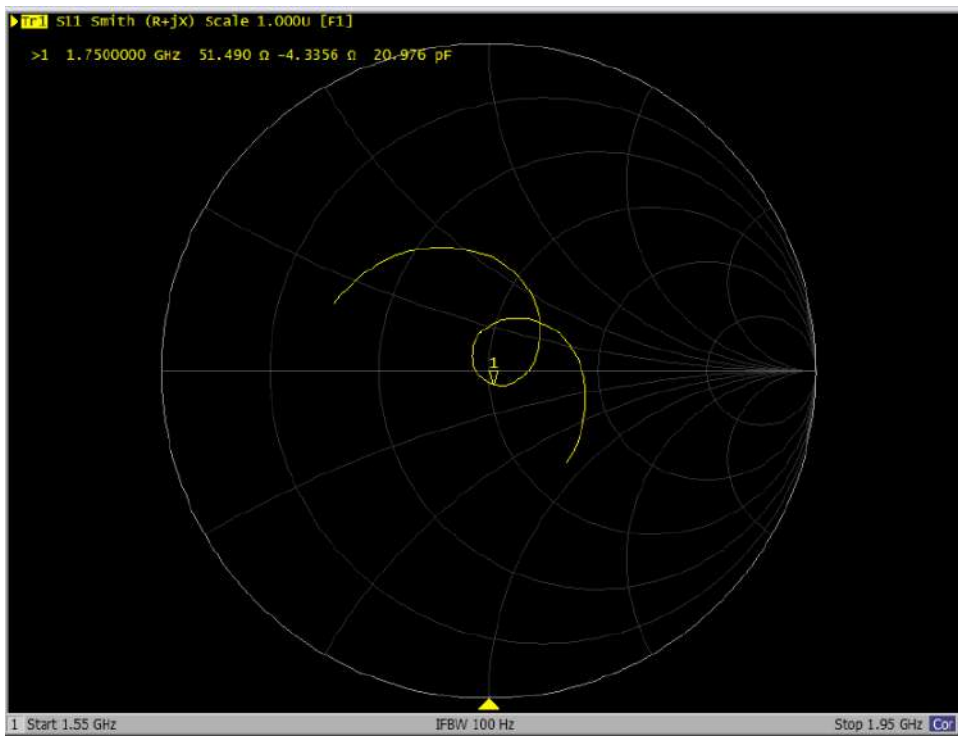 Tr1 S11 Smith (R+jX) Scale 1.000U [F1]
>1 1.7500000 GHz 51.490 Ω -4.3356 Ω 20.976 pF
1
1 Start 1.55 GHz IFBW 100 Hz Stop 1.95 GHz Cor